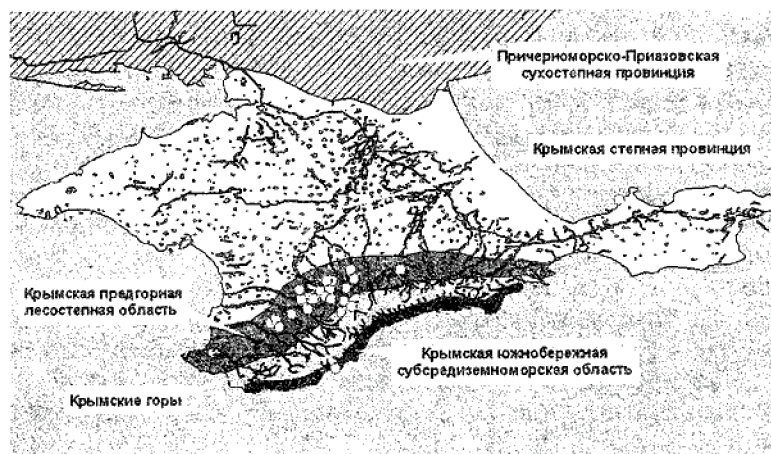 Причерноморско-Приазовская
сухостепная провинция
Крымская степная провинция
Крымская предгорная
лесостепная область
Крымская южнобережная
субсредиземноморская область
Крымские горы